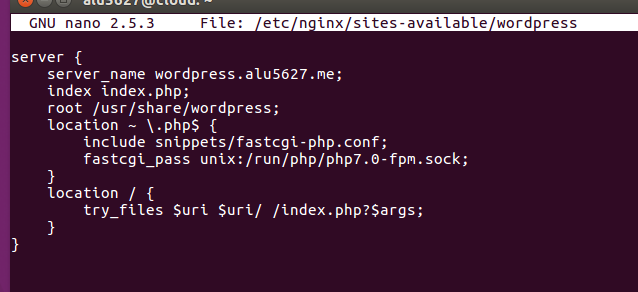 alu5627@cloud: ~
GNU nano 2.5.3 File: /etc/nginx/sites-available/wordpress
server {
    server_name wordpress.alu5627.me;
    index index.php;
    root /usr/share/wordpress;
    location ~ \.php$ {
        include snippets/fastcgi-php.conf;
        fastcgi_pass unix:/run/php/php7.0-fpm.sock;
    }
    location / {
        try_files $uri $uri/ /index.php?$args;
    }
}